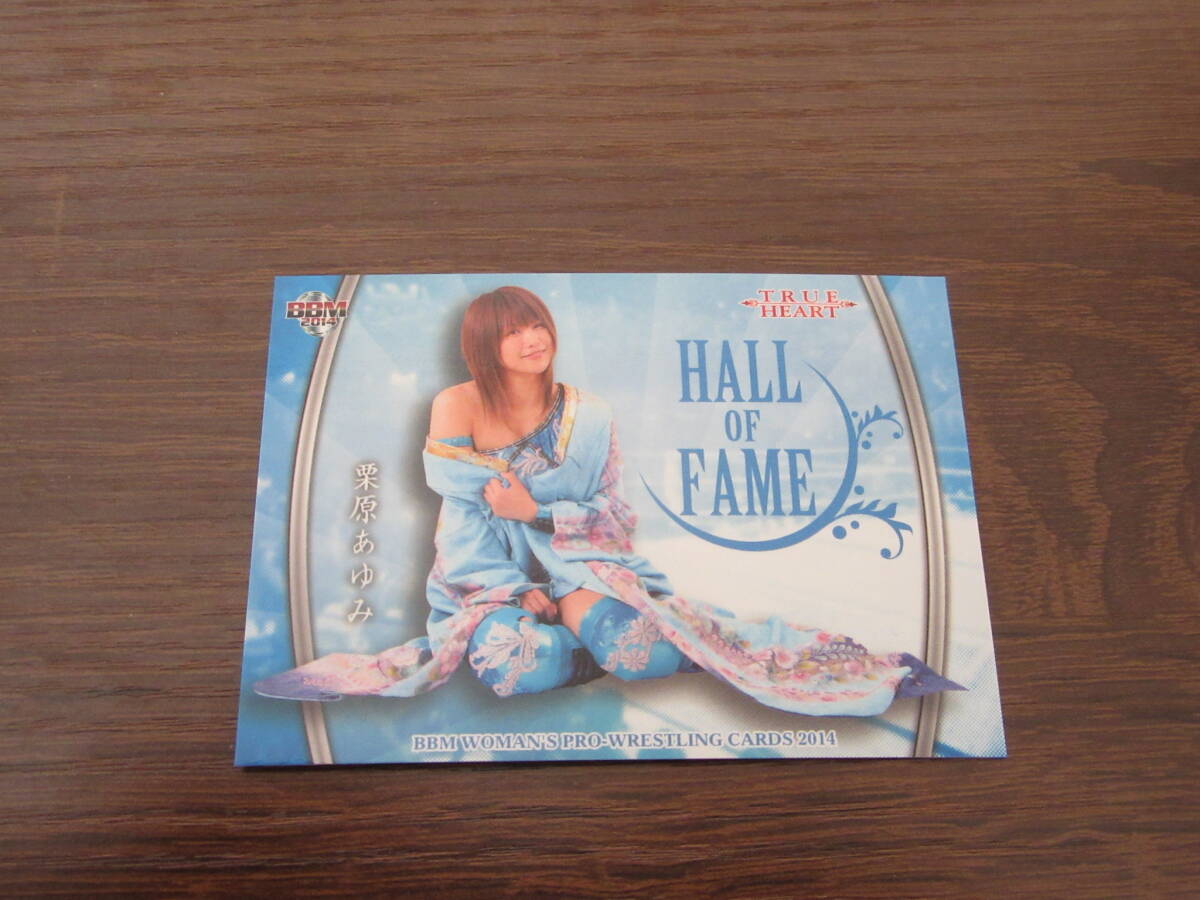 BBM
2014
TRUE
HEART
HALL
OF
FAME
栗原あゆみ
BBM WOMAN'S PRO-WRESTLING CARDS 2014